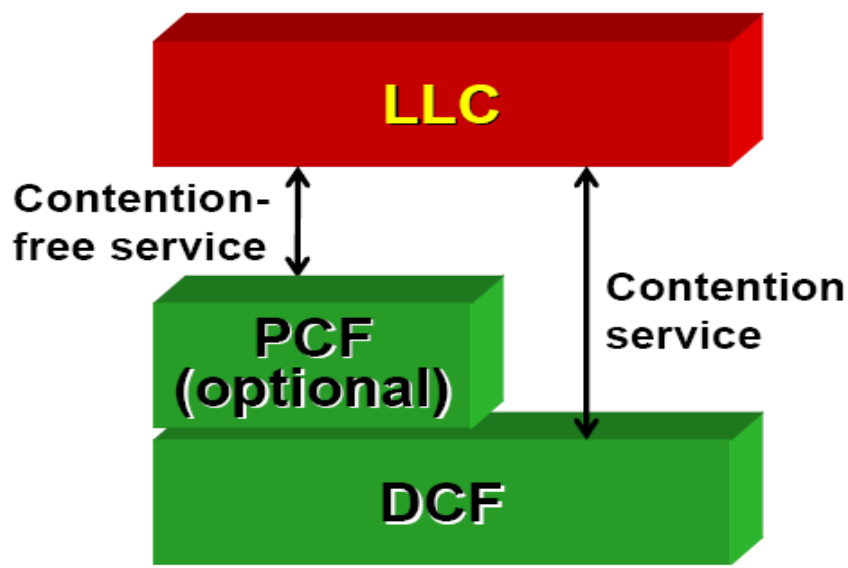 LLC
Contention-
free service
Contention
service
PCF
(optional)
DCF